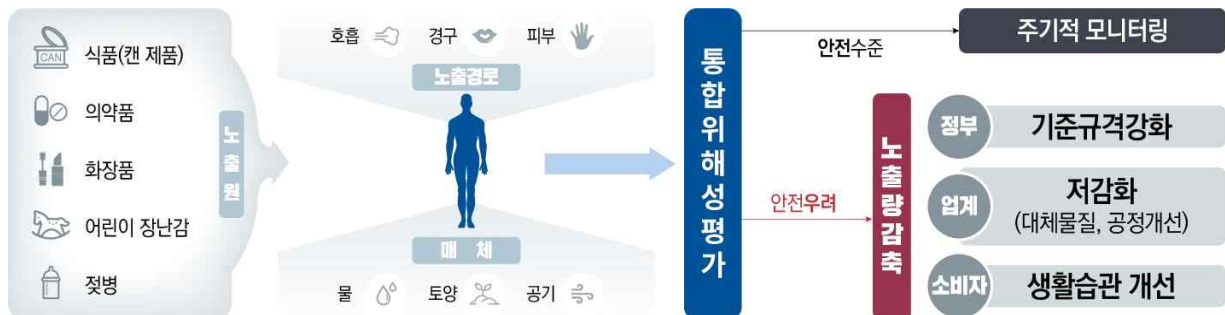 CAN
식품(캔 제품)
의약품
화장품
어린이 장난감
젖병
노출원
호흡
경구
피부
노출경로
매체
물
토양
공기
통합위해성평가
안전수준
주기적 모니터링
안전우려
노출량감축
정부
기준규격강화
업계
저감화
(대체물질, 공정개선)
소비자
생활습관 개선